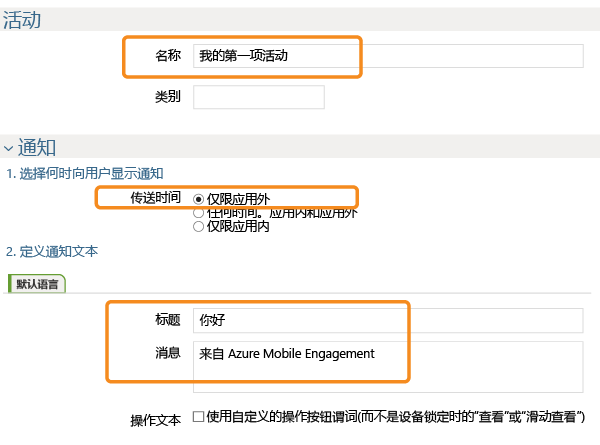 活动
名称 我的第一项活动
类别
通知
1. 选择何时向用户显示通知
传送时间 仅限应用外
任何时间。应用内和应用外
仅限应用内
2. 定义通知文本
默认语言
标题 你好
消息 来自 Azure Mobile Engagement
操作文本 使用自定义的操作按钮谓词(而不是设备锁定时的“查看”或“滑动查看”)